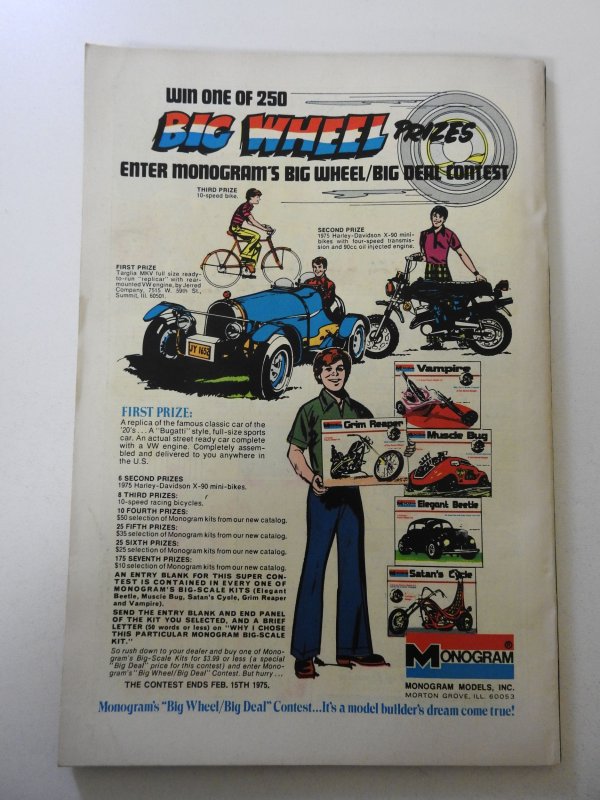 WIN ONE OF 250
BIG WHEEL PRIZES
ENTER MONOGRAM'S BIG WHEEL/BIG DEAL CONTEST
THIRD PRIZE
10-speed bike.
SECOND PRIZE
1975 Harley-Davidson X-90 mini-
bikes with four-speed transmis-
sion and 90cc oil injected engine.
FIRST PRIZE
Targlia MKV full size ready-
to-run "replicar" with rear-
mounted VW engine, by Jerred
Company, 7515 W. 59th St.,
Summit, Ill. 60501.
JY 1652
FIRST PRIZE:
A replica of the famous classic car of the
'20's . . . A "Bugatti" style, full-size sports
car. An actual street ready car complete
with a VW engine. Completely assem-
bled and delivered to you anywhere in
the U.S.
6 SECOND PRIZES
1975 Harley-Davidson X-90 mini-bikes.
8 THIRD PRIZES:
10-speed racing bicycles.
10 FOURTH PRIZES:
$50 selection of Monogram kits from our new catalog.
25 FIFTH PRIZES:
$35 selection of Monogram kits from our new catalog.
25 SIXTH PRIZES:
$25 selection of Monogram kits from our new catalog.
175 SEVENTH PRIZES:
$10 selection of Monogram kits from our new catalog.
AN ENTRY BLANK FOR THIS SUPER CON-
TEST IS CONTAINED IN EVERY ONE OF
MONOGRAM'S BIG-SCALE KITS (Elegant
Beetle, Muscle Bug, Satan's Cycle, Grim Reaper
and Vampire).
SEND THE ENTRY BLANK AND END PANEL
OF THE KIT YOU SELECTED, AND A BRIEF
LETTER (50 words or less) on "WHY I CHOSE
THIS PARTICULAR MONOGRAM BIG-SCALE
KIT."
So rush down to your dealer and buy one of Mono-
gram's Big-Scale Kits for $3.99 or less (a special
"Big Deal" price for this contest) and enter Mono-
gram's "Big Wheel/Big Deal" Contest. But hurry . . .
THE CONTEST ENDS FEB. 15TH 1975.
Vampire
Grim Reaper
Muscle Bug
Elegant Beetle
Satan's Cycle
M MONOGRAM®
MONOGRAM MODELS, INC.
MORTON GROVE, ILL. 60053
Monogram's "Big Wheel/Big Deal" Contest...It's a model builder's dream come true!